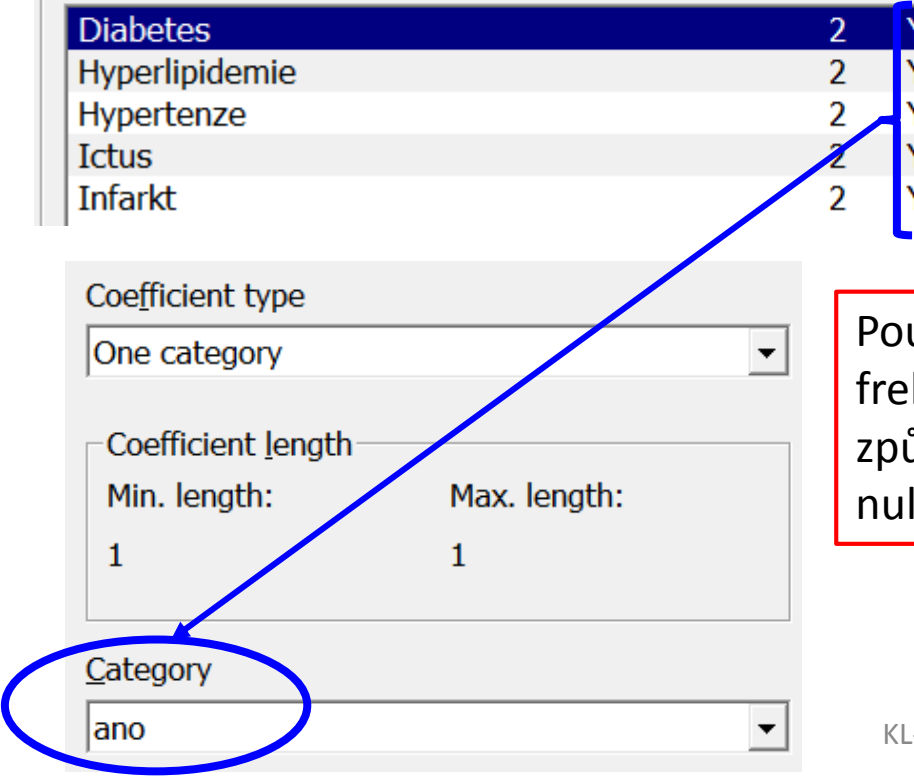 Diabetes 2
Hyperlipidemie 2
Hypertenze 2
Ictus 2
Infarkt 2
Coefficient type
One category
Coefficient length
Min. length: Max. length:
1 1
Category
ano
KL